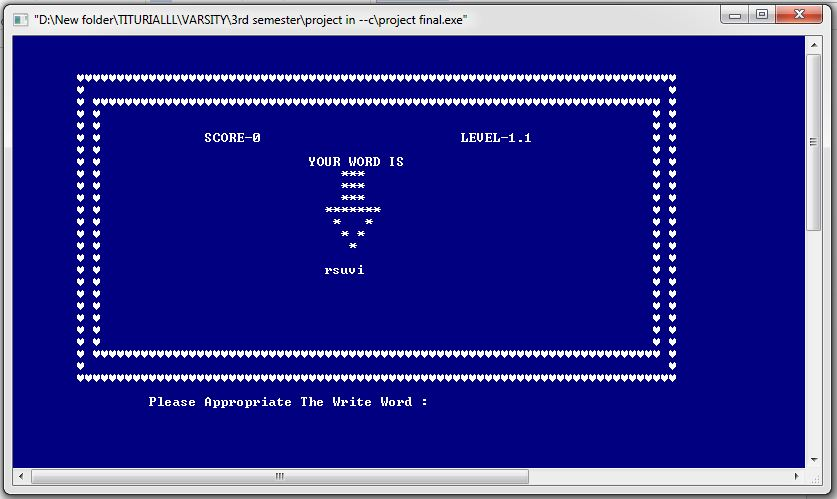 "D:\New folder\TITURIALLL\VARSITY\3rd semester\project in --c\project final.exe"
SCORE-0 LEVEL-1.1
YOUR WORD IS
***
***
***
*******
* *
* *
*
rsuvi
Please Appropriate The Write Word :